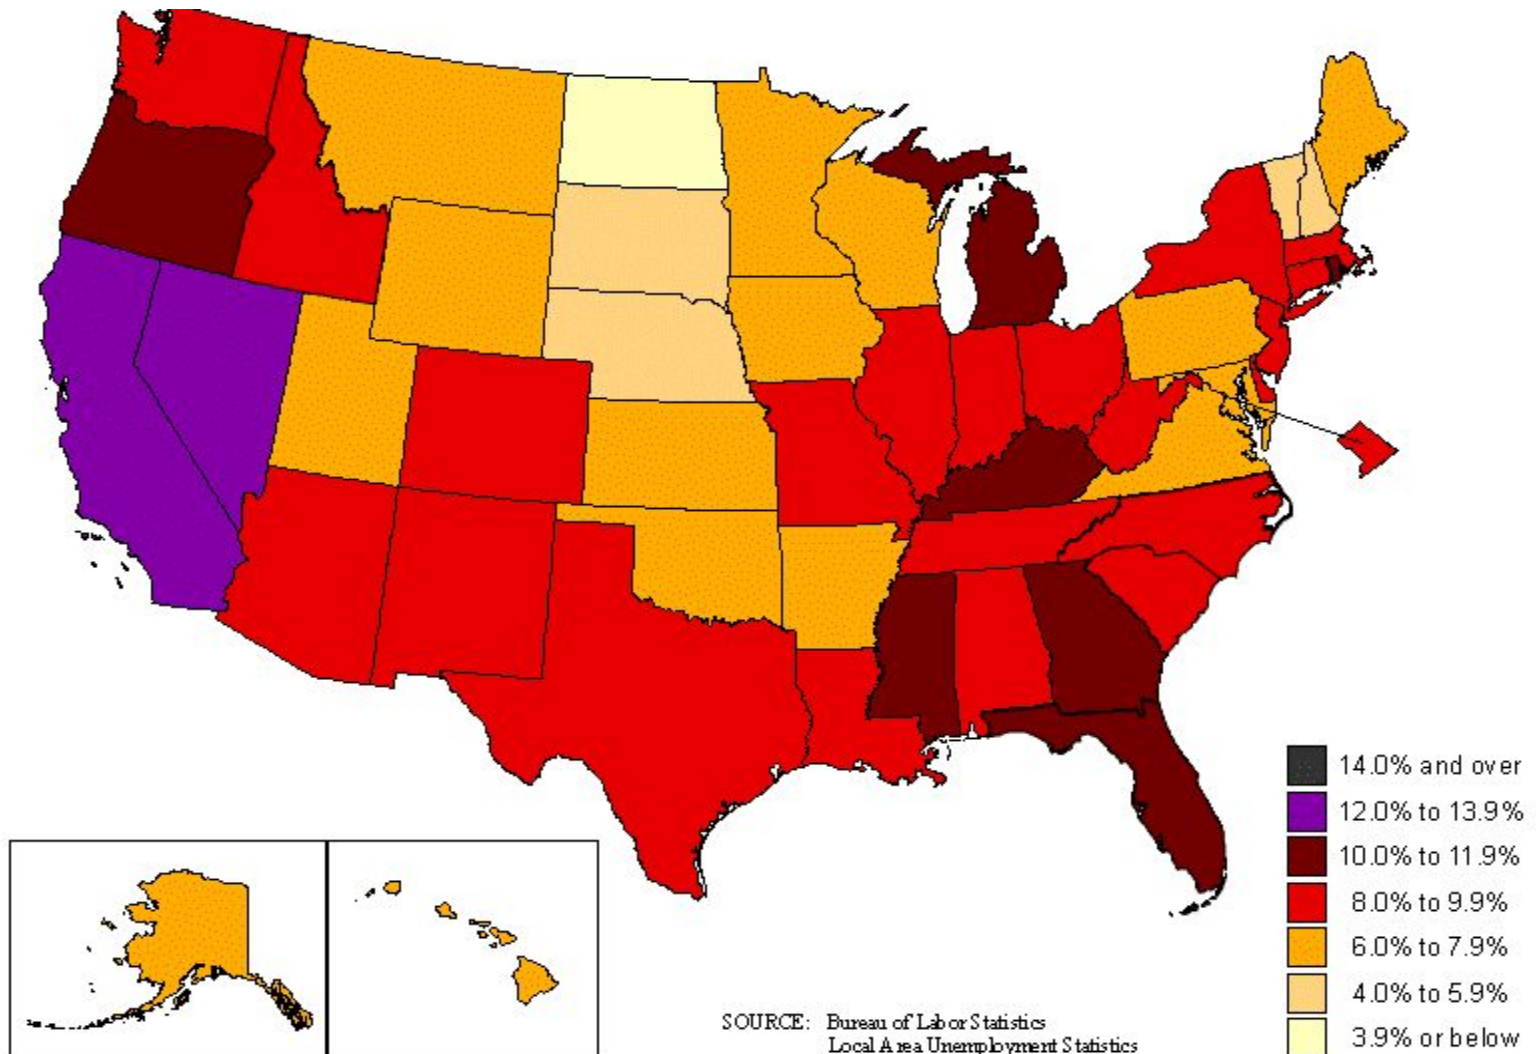 14.0% and over
12.0% to 13.9%
10.0% to 11.9%
8.0% to 9.9%
6.0% to 7.9%
4.0% to 5.9%
3.9% or below
SOURCE: Bureau of Labor Statistics
Local Area Unemployment Statistics